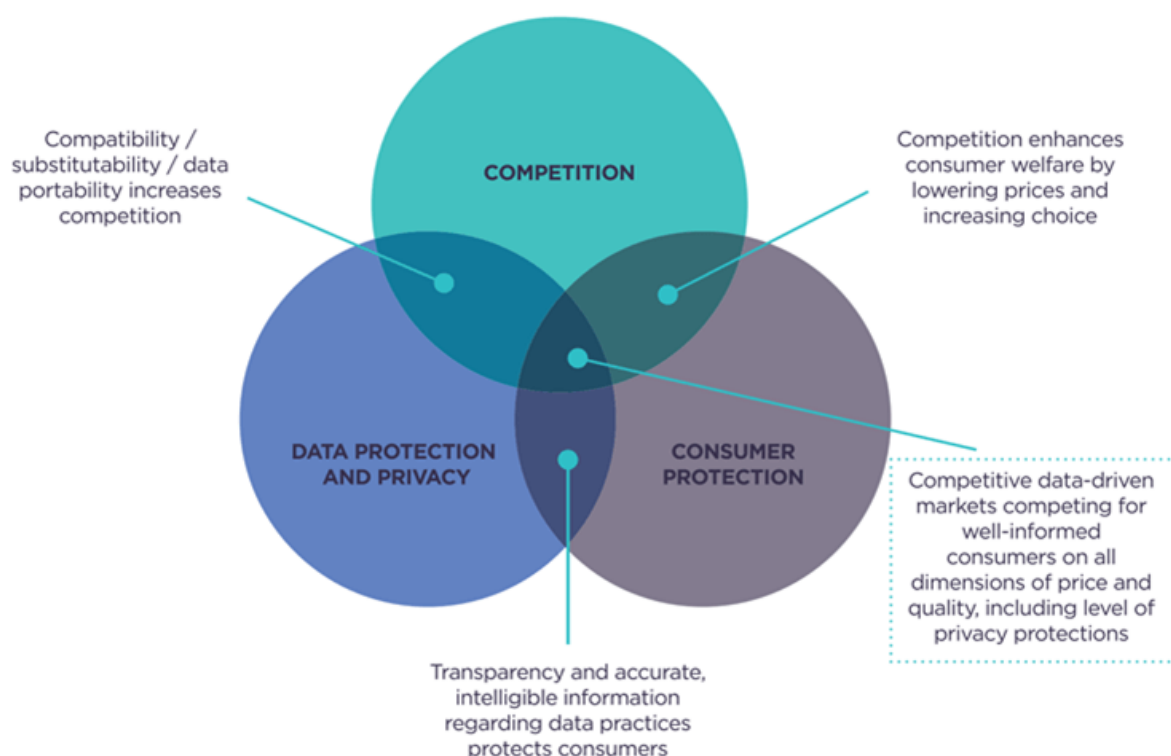 Compatibility /
substitutability / data
portability increases
competition
COMPETITION
Competition enhances
consumer welfare by
lowering prices and
increasing choice
DATA PROTECTION
AND PRIVACY
CONSUMER
PROTECTION
Competitive data-driven
markets competing for
well-informed
consumers on all
dimensions of price and
quality, including level of
privacy protections
Transparency and accurate,
intelligible information
regarding data practices
protects consumers